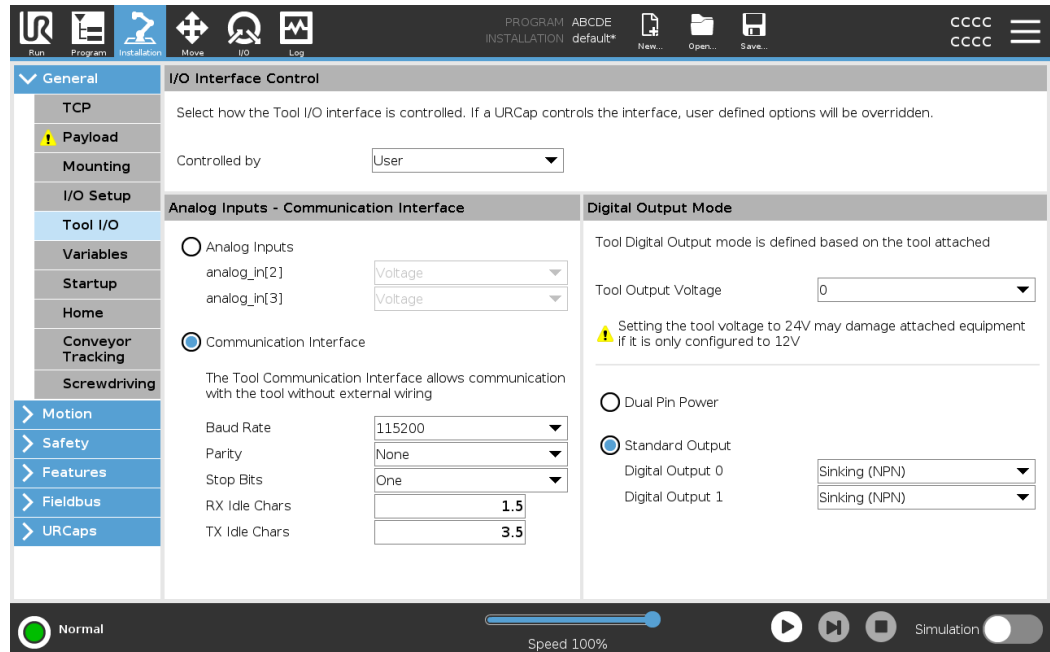 Run
Program
Installation
Move
I/O
Log
PROGRAM ABCDE
INSTALLATION default*
New...
Open...
Save...
CCCC
CCCC
General
TCP
Payload
Mounting
I/O Setup
Tool I/O
Variables
Startup
Home
Conveyor
Tracking
Screwdriving
Motion
Safety
Features
Fieldbus
URCaps
I/O Interface Control
Select how the Tool I/O interface is controlled. If a URCap controls the interface, user defined options will be overridden.
Controlled by User
Analog Inputs - Communication Interface
Analog Inputs
analog_in[2] Voltage
analog_in[3] Voltage
Communication Interface
The Tool Communication Interface allows communication
with the tool without external wiring
Baud Rate 115200
Parity None
Stop Bits One
RX Idle Chars 1.5
TX Idle Chars 3.5
Digital Output Mode
Tool Digital Output mode is defined based on the tool attached
Tool Output Voltage 0
Setting the tool voltage to 24V may damage attached equipment
if it is only configured to 12V
Dual Pin Power
Standard Output
Digital Output 0 Sinking (NPN)
Digital Output 1 Sinking (NPN)
Normal
Speed 100%
Simulation